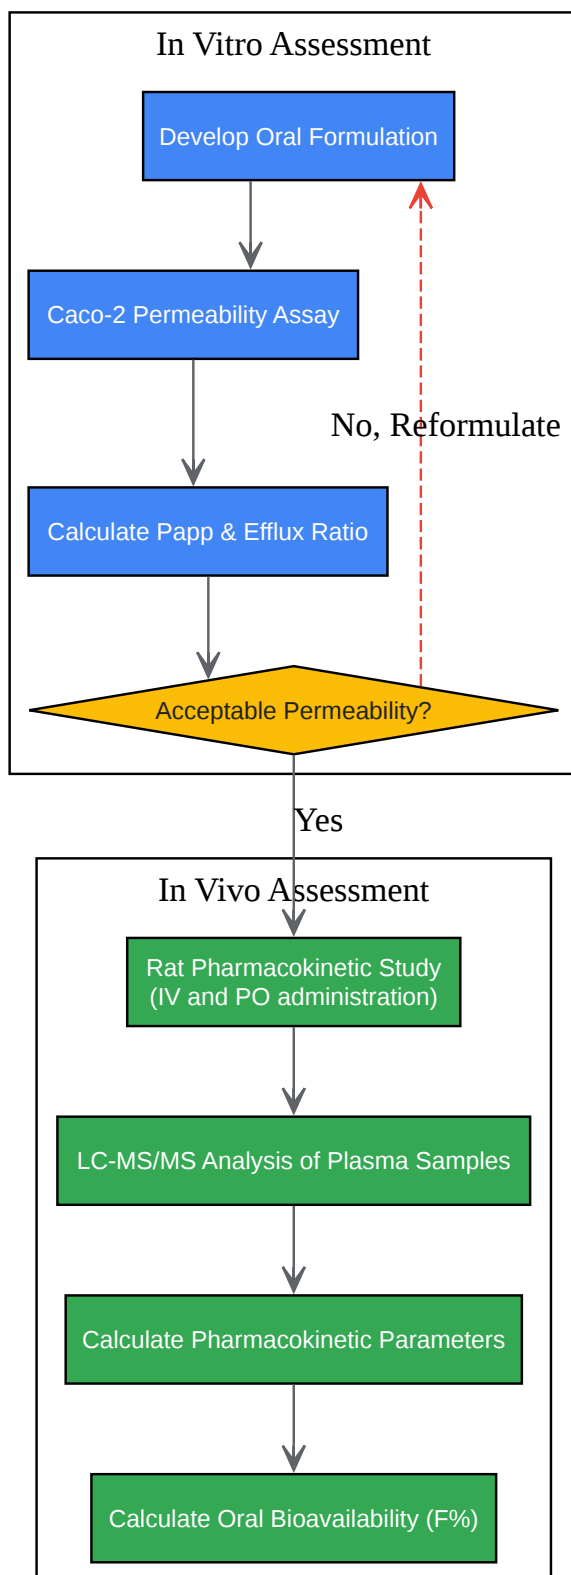 In Vitro Assessment
Develop Oral Formulation
Caco-2 Permeability Assay
No, Reformulate
Calculate Papp & Efflux Ratio
Acceptable Permeability?
Yes
In Vivo Assessment
Rat Pharmacokinetic Study
(IV and PO administration)
LC-MS/MS Analysis of Plasma Samples
Calculate Pharmacokinetic Parameters
Calculate Oral Bioavailability (F%)